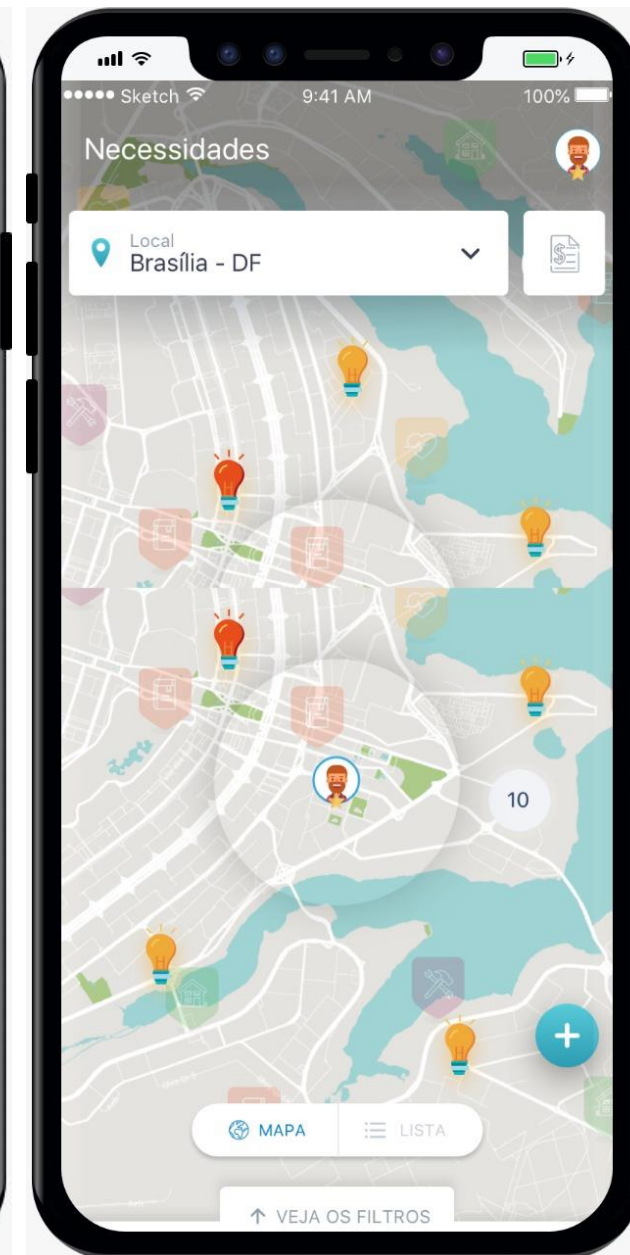 Sketch
9:41 AM
100%
Necessidades
Local
Brasília - DF
H
H
H
H
H
10
H
H
MAPA
LISTA
VEJA OS FILTROS